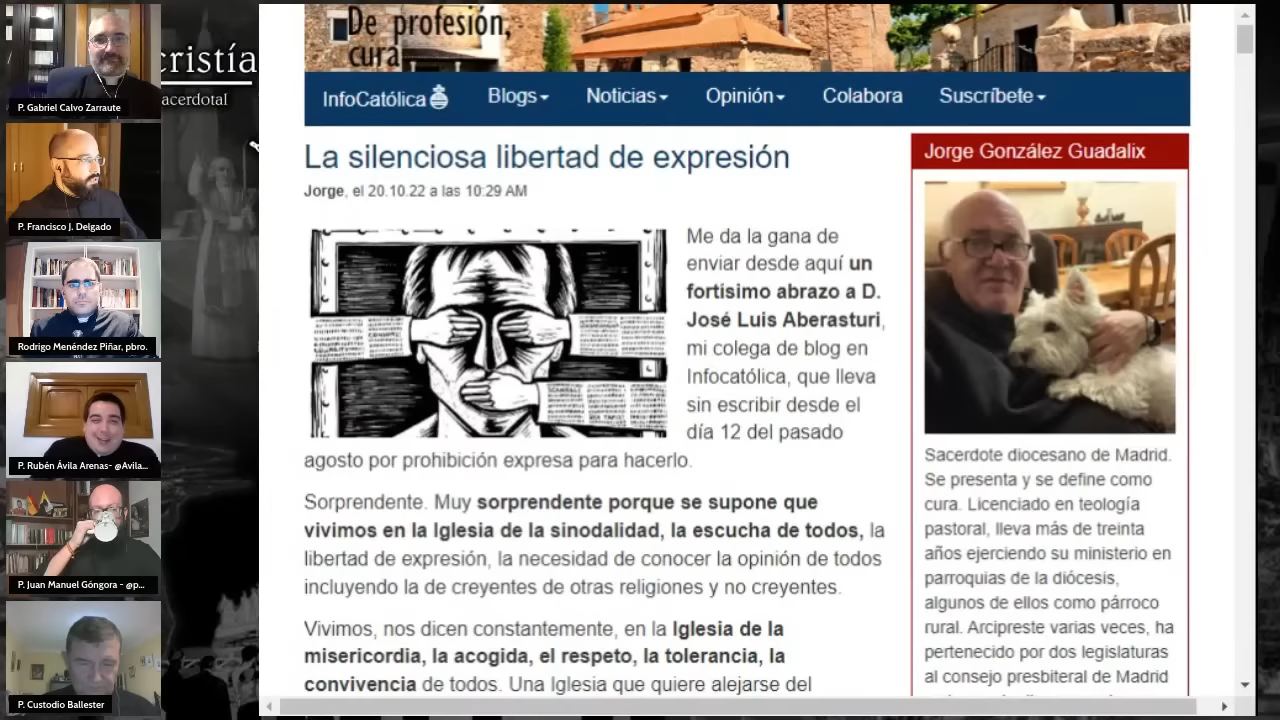 P. Gabriel Calvo Zarraute
P. Francisco J. Delgado
Rodrigo Menéndez Piñar, pbro.
P. Rubén Ávila Arenas- @Avila...
P. Juan Manuel Góngora - @p...
P. Custodio Ballester
cristía
acerdotal
De profesión,
cura
InfoCatólica
Blogs
Noticias
Opinión
Colabora
Suscríbete
La silenciosa libertad de expresión
Jorge, el 20.10.22 a las 10:29 AM
Me da la gana de
enviar desde aquí un
fortísimo abrazo a D.
José Luis Aberasturi,
mi colega de blog en
Infocatólica, que lleva
sin escribir desde el
día 12 del pasado
agosto por prohibición expresa para hacerlo.
Sorprendente. Muy sorprendente porque se supone que
vivimos en la Iglesia de la sinodalidad, la escucha de todos, la
libertad de expresión, la necesidad de conocer la opinión de todos
incluyendo la de creyentes de otras religiones y no creyentes.
Vivimos, nos dicen constantemente, en la Iglesia de la
misericordia, la acogida, el respeto, la tolerancia, la
convivencia de todos. Una Iglesia que quiere alejarse del
Jorge González Guadalix
Sacerdote diocesano de Madrid.
Se presenta y se define como
cura. Licenciado en teología
pastoral, lleva más de treinta
años ejerciendo su ministerio en
parroquias de la diócesis,
algunos de ellos como párroco
rural. Arcipreste varias veces, ha
pertenecido por dos legislaturas
al consejo presbiteral de Madrid